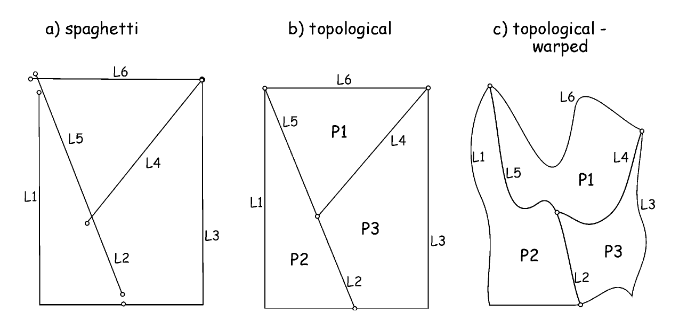 a) spaghetti
L6
L5
L4
L1
L3
L2
b) topological
L6
L5
P1
L4
L1
P3
L3
P2
L2
c) topological -
warped
L6
L1
L4
L5
P1
L3
P2
P3
L2